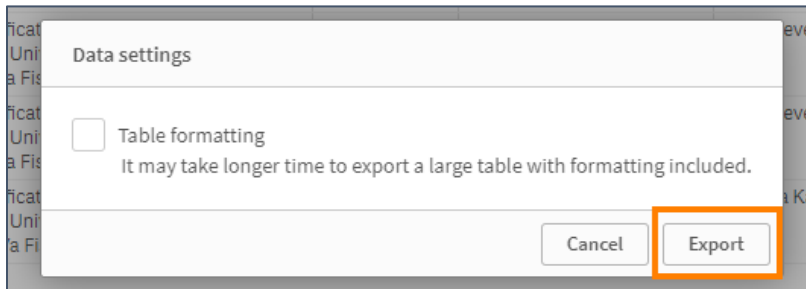 Data settings
Table formatting
It may take longer time to export a large table with formatting included.
Cancel Export